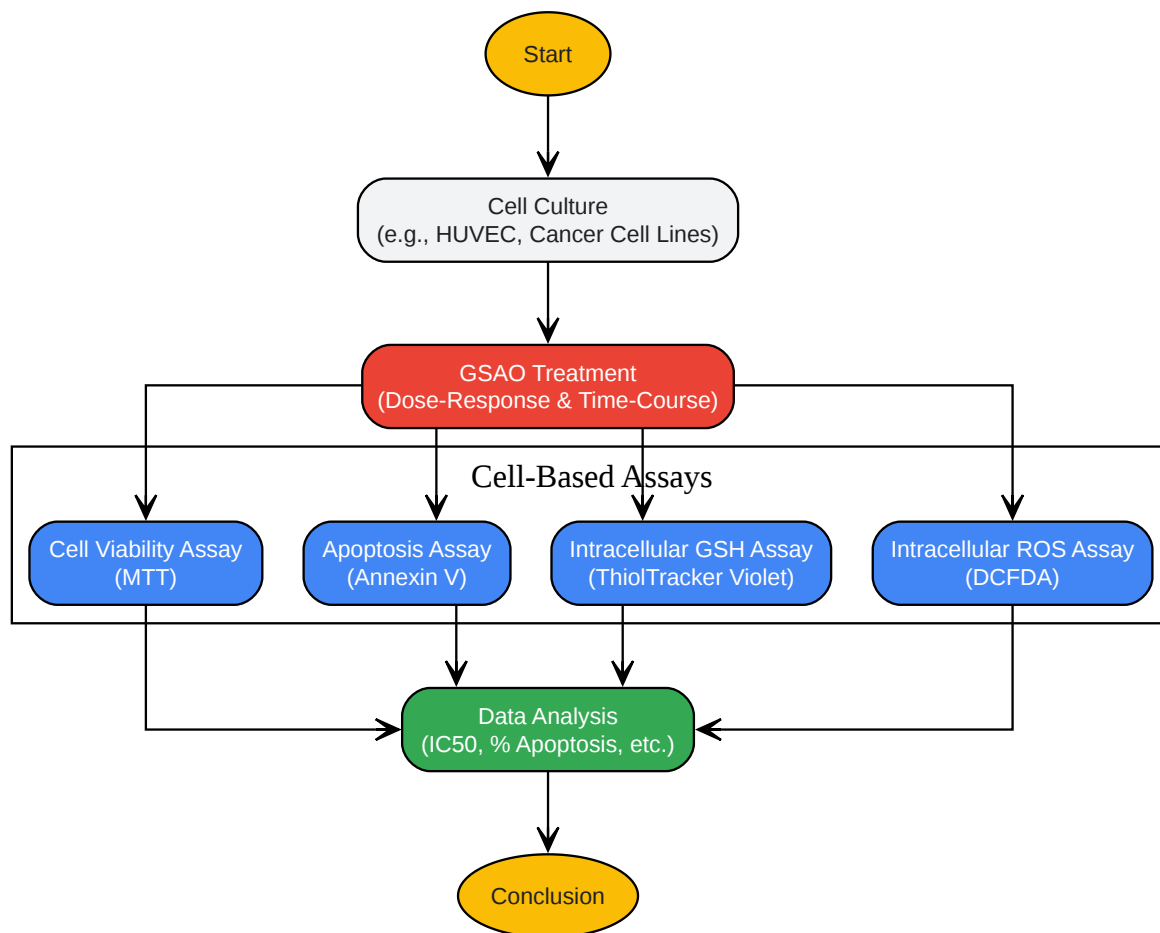 Start
Cell Culture
(e.g., HUVEC, Cancer Cell Lines)
GSAO Treatment
(Dose-Response & Time-Course)
Cell-Based Assays
Cell Viability Assay
(MTT)
Apoptosis Assay
(Annexin V)
Intracellular GSH Assay
(ThiolTracker Violet)
Intracellular ROS Assay
(DCFDA)
Data Analysis
(IC50, % Apoptosis, etc.)
Conclusion